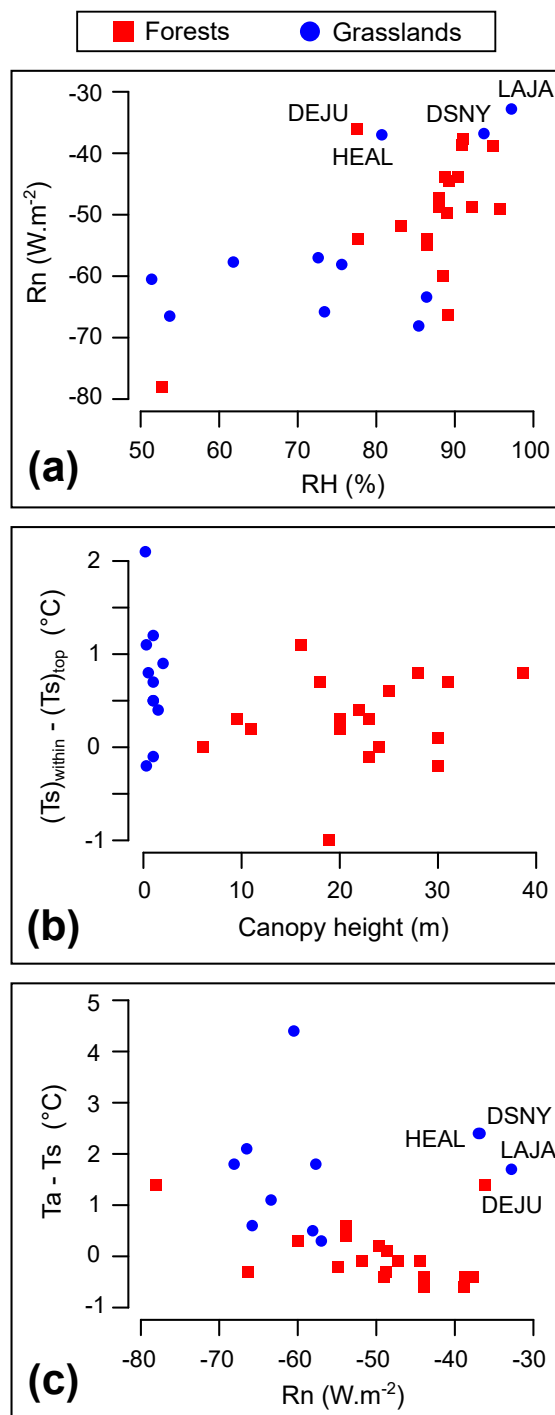 Forests Grasslands
-30
-40
-50
-60
-70
-80
Rn (W.m-2)
DEJU
HEAL
DSNY
LAJA
50 60 70 80 90 100
RH (%)
(a)
2
1
0
-1
(Ts)within - (Ts)top (°C)
0 10 20 30 40
Canopy height (m)
(b)
5
4
3
2
1
0
-1
Ta - Ts (°C)
HEAL
DSNY
LAJA
DEJU
-80 -70 -60 -50 -40 -30
Rn (W.m-2)
(c)